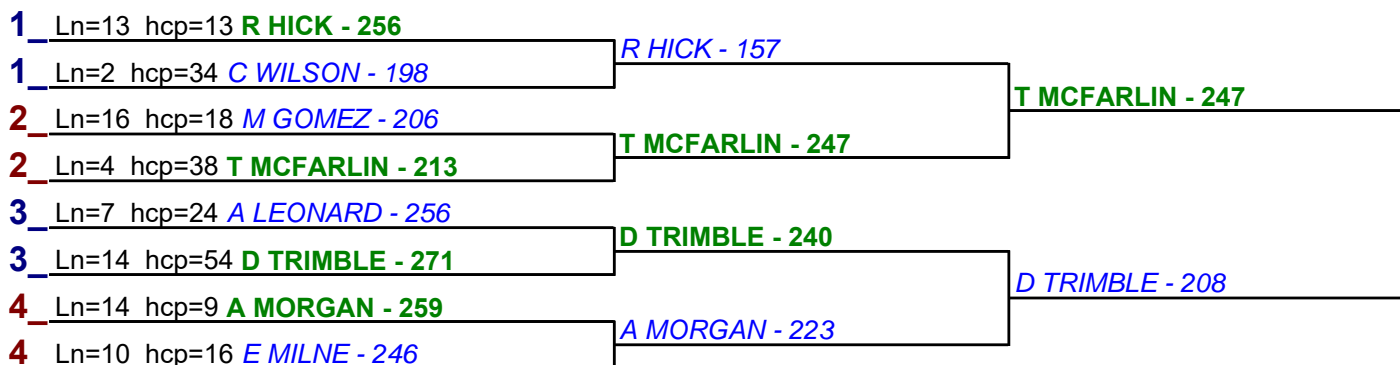 1_ Ln=13 hcp=13 R HICK - 256
R HICK - 157
1_ Ln=2 hcp=34 C WILSON - 198
T MCFARLIN - 247
2_ Ln=16 hcp=18 M GOMEZ - 206
T MCFARLIN - 247
2_ Ln=4 hcp=38 T MCFARLIN - 213
3_ Ln=7 hcp=24 A LEONARD - 256
D TRIMBLE - 240
3_ Ln=14 hcp=54 D TRIMBLE - 271
D TRIMBLE - 208
4_ Ln=14 hcp=9 A MORGAN - 259
A MORGAN - 223
4 Ln=10 hcp=16 E MILNE - 246